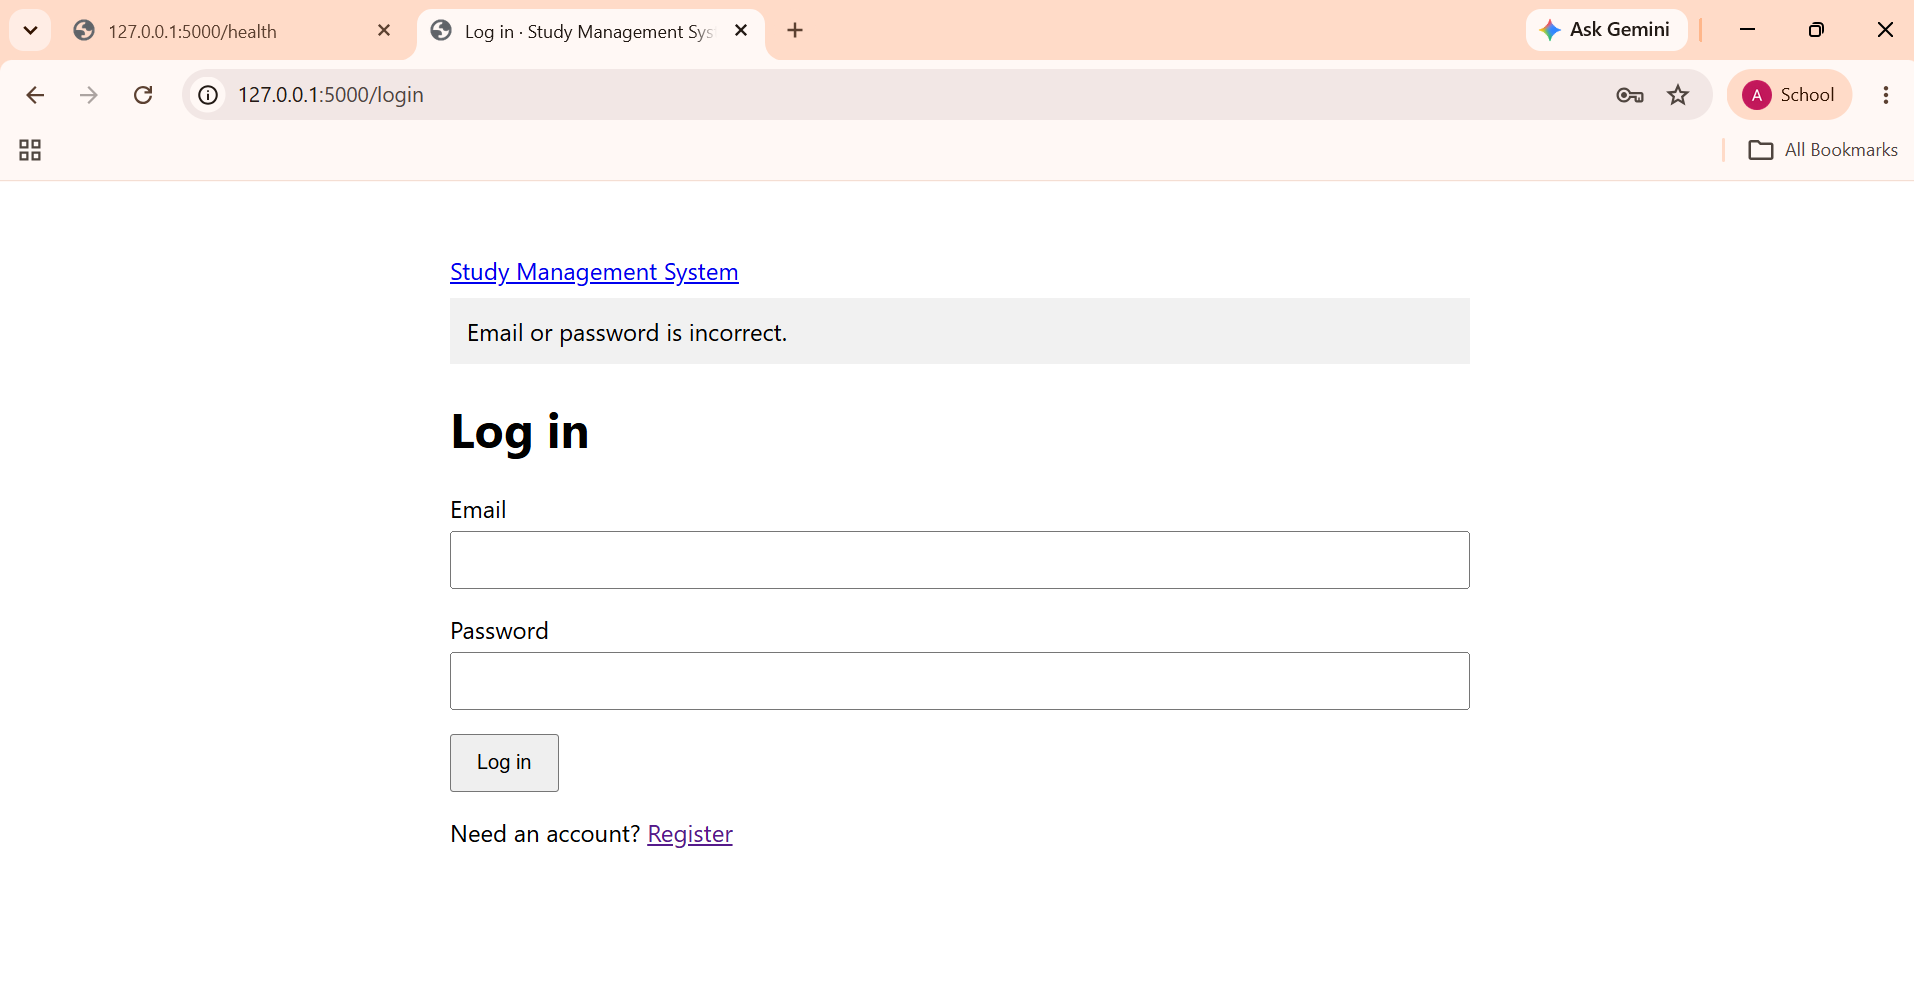 127.0.0.1:5000/health
Log in · Study Management Sys
Ask Gemini
127.0.0.1:5000/login
A School
All Bookmarks
Study Management System
Email or password is incorrect.
Log in
Email
Password
Log in
Need an account? Register